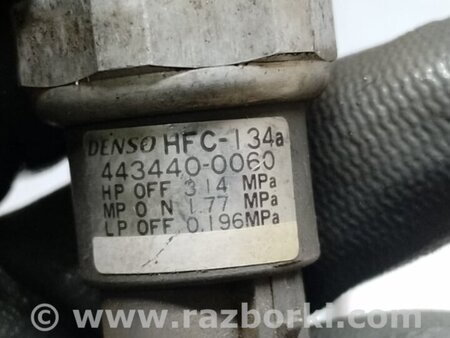 DENSO HFC-134a
443440-0060
HP OFF 3.14 MPa
MP O N 1.77 MPa
LP OFF 0.196MPa
© www.razborki.com